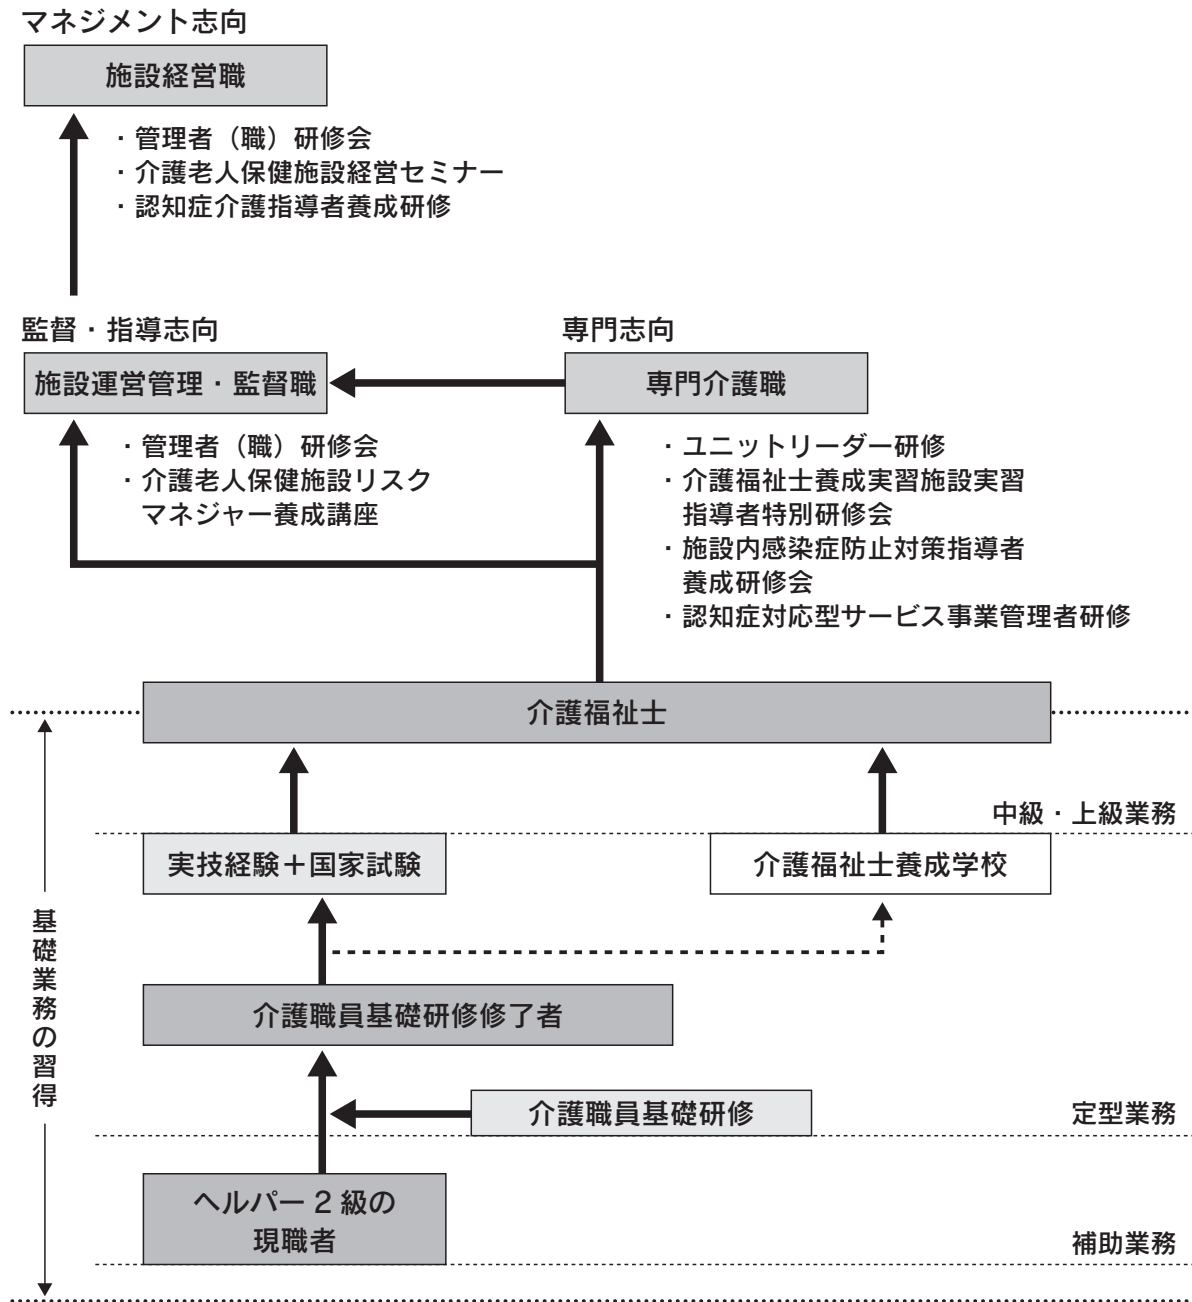 マネジメント志向
施設経営職
・管理者（職）研修会
・介護老人保健施設経営セミナー
・認知症介護指導者養成研修
監督・指導志向
施設運営管理・監督職
・管理者（職）研修会
・介護老人保健施設リスク
マネジャー養成講座
専門志向
専門介護職
・ユニットリーダー研修
・介護福祉士養成実習施設実習
指導者特別研修会
・施設内感染症防止対策指導者
養成研修会
・認知症対応型サービス事業管理者研修
介護福祉士
中級・上級業務
実技経験＋国家試験
介護福祉士養成学校
基礎業務の習得
介護職員基礎研修修了者
介護職員基礎研修
定型業務
ヘルパー２級の
現職者
補助業務